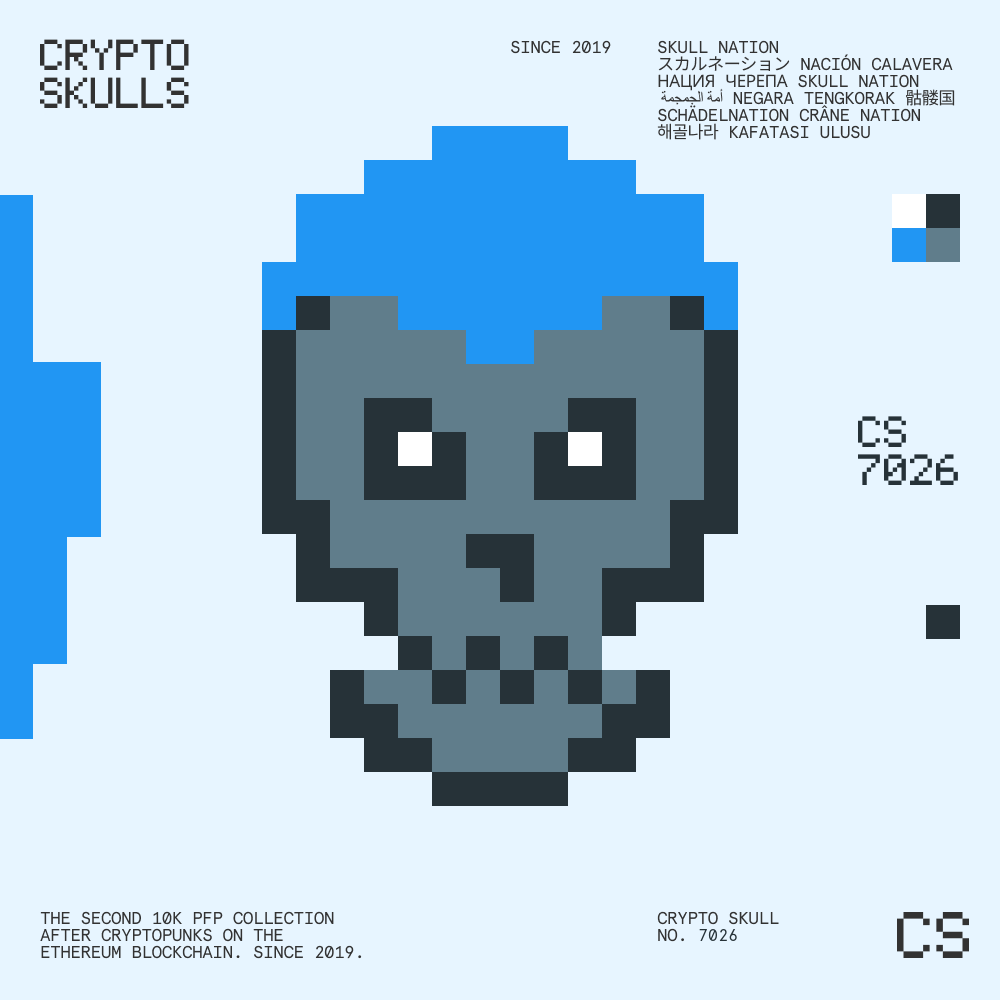 CRYPTO
SKULLS
SINCE 2019
SKULL NATION
スカルネーション NACIÓN CALAVERA
НАЦИЯ ЧЕРЕПА SKULL NATION
أمة الجمجمة NEGARA TENGKORAK 骷髅国
SCHÄDELNATION CRÂNE NATION
해골나라 KAFATASI ULUSU
CS
7026
THE SECOND 10K PFP COLLECTION
AFTER CRYPTOPUNKS ON THE
ETHEREUM BLOCKCHAIN. SINCE 2019.
CRYPTO SKULL
NO. 7026
CS